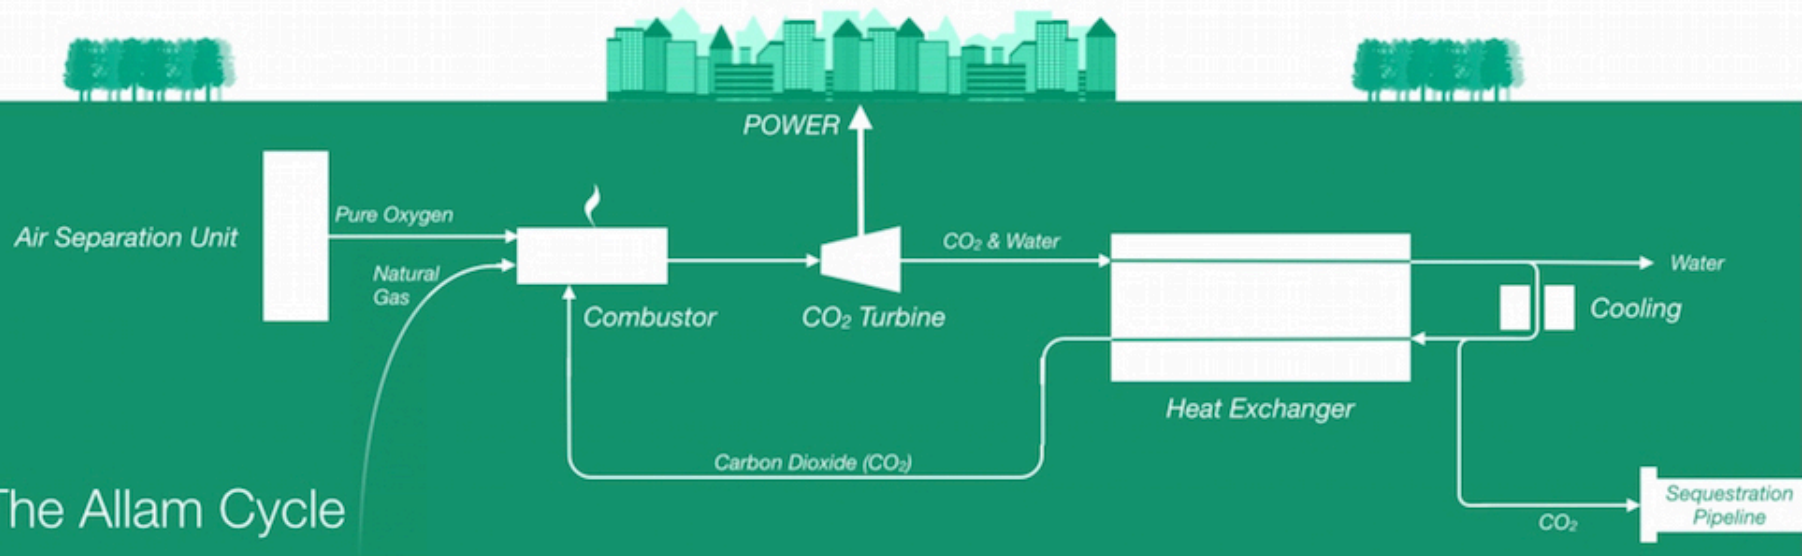 POWER
Pure Oxygen
Air Separation Unit
Natural
Gas
Combustor
CO₂ Turbine
CO₂ & Water
Water
Cooling
Heat Exchanger
Carbon Dioxide (CO₂)
The Allam Cycle
CO₂
Sequestration
Pipeline